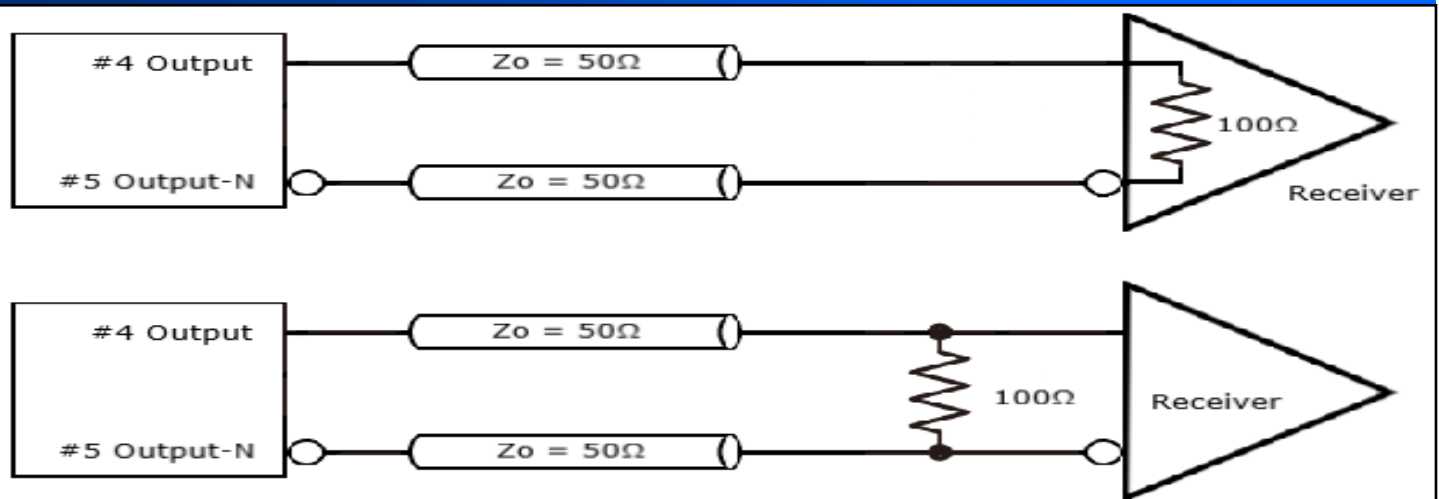 #4 Output
Zo = 50Ω
100Ω
#5 Output-N
Zo = 50Ω
Receiver
#4 Output
Zo = 50Ω
100Ω
Receiver
#5 Output-N
Zo = 50Ω